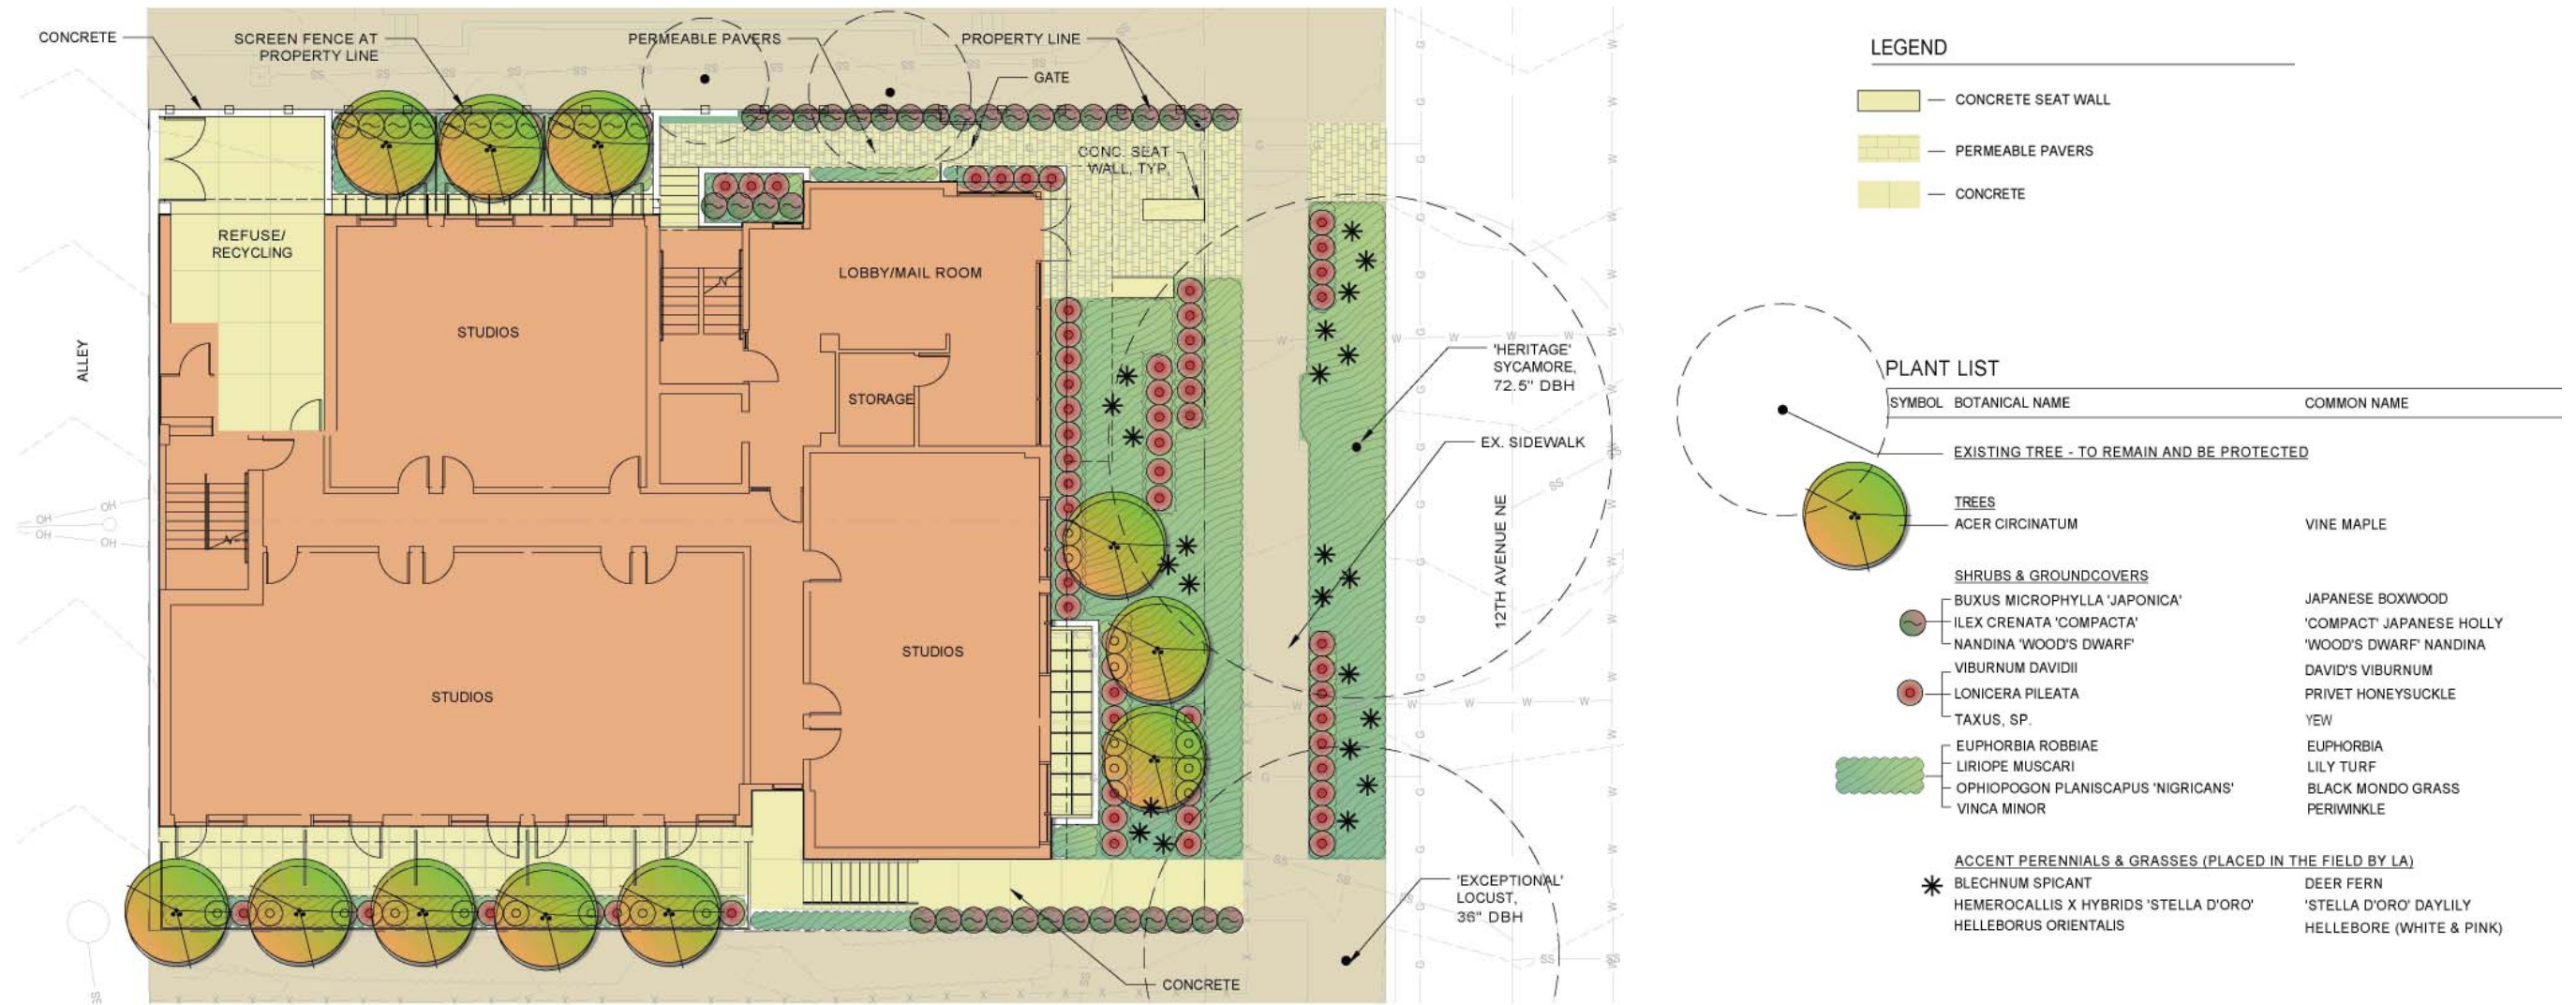 CONCRETE
SCREEN FENCE AT
PROPERTY LINE
PERMEABLE PAVERS
PROPERTY LINE
GATE
CONC. SEAT
WALL, TYP.
REFUSE/
RECYCLING
STUDIOS
LOBBY/MAIL ROOM
STORAGE
ALLEY
STUDIOS
STUDIOS
'HERITAGE'
SYCAMORE,
72.5" DBH
EX. SIDEWALK
12TH AVENUE NE
'EXCEPTIONAL'
LOCUST,
36" DBH
CONCRETE
OH
OH
OH
OH
LEGEND
CONCRETE SEAT WALL
PERMEABLE PAVERS
CONCRETE
PLANT LIST
SYMBOL BOTANICAL NAME COMMON NAME
EXISTING TREE - TO REMAIN AND BE PROTECTED
TREES
ACER CIRCINATUM VINE MAPLE
SHRUBS & GROUNDCOVERS
BUXUS MICROPHYLLA 'JAPONICA' JAPANESE BOXWOOD
ILEX CRENATA 'COMPACTA' 'COMPACT' JAPANESE HOLLY
NANDINA 'WOOD'S DWARF' 'WOOD'S DWARF' NANDINA
VIBURNUM DAVIDII DAVID'S VIBURNUM
LONICERA PILEATA PRIVET HONEYSUCKLE
TAXUS, SP. YEW
EUPHORBIA ROBBIAE EUPHORBIA
LIRIOPE MUSCARI LILY TURF
OPHIOPOGON PLANISCAPUS 'NIGRICANS' BLACK MONDO GRASS
VINCA MINOR PERIWINKLE
ACCENT PERENNIALS & GRASSES (PLACED IN THE FIELD BY LA)
BLECHNUM SPICANT DEER FERN
HEMEROCALLIS X HYBRIDS 'STELLA D'ORO' 'STELLA D'ORO' DAYLILY
HELLEBORUS ORIENTALIS HELLEBORE (WHITE & PINK)